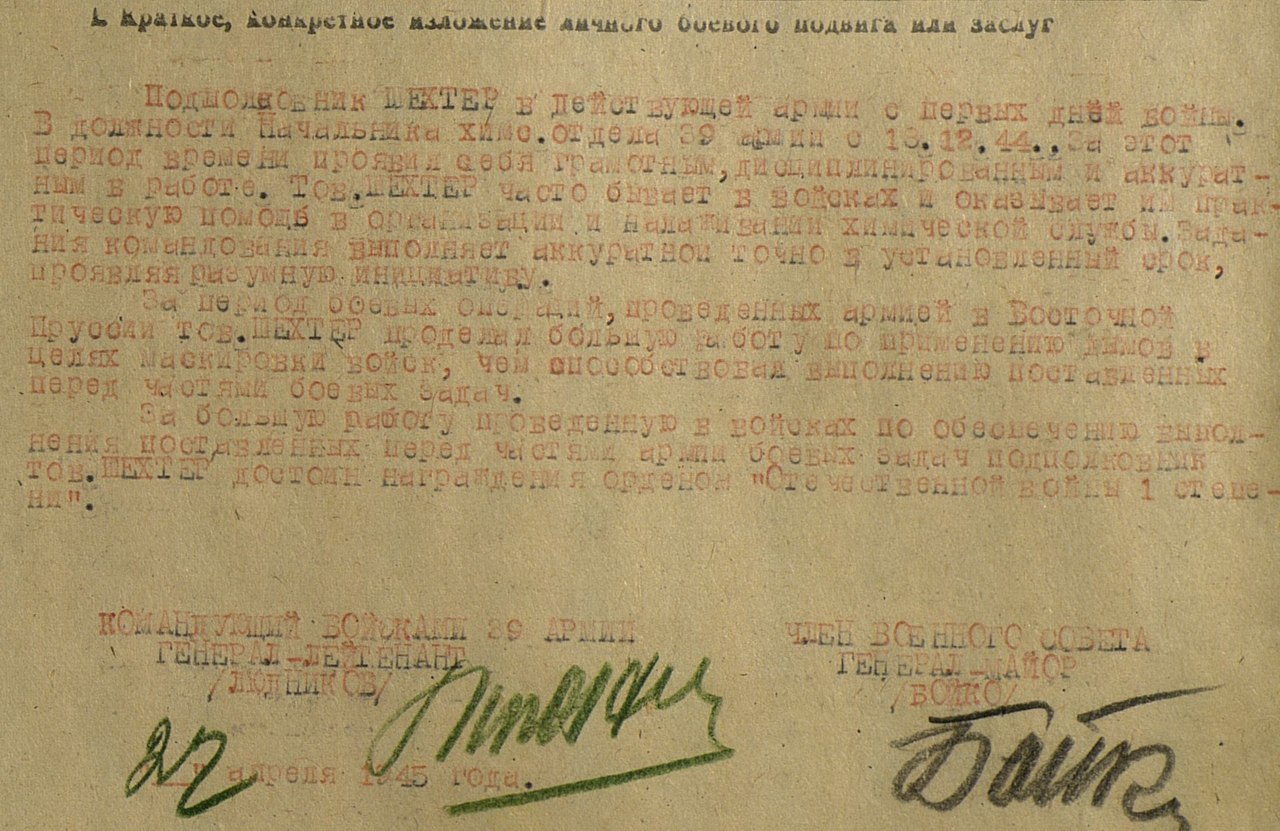 I. Краткое, конкретное изложение личного боевого подвига или заслуг
Подполковник ШЕХТЕР в действующей армии с первых дней войны.
В должности Начальника химо.отдела 39 армии с 13.12.44.. За этот
период времени проявил себя грамотным, дисциплинированным и аккурат-
ным в работе. Тов.ШЕХТЕР часто бывает в войсках и оказывает им прак-
тическую помощь в организации и налаживании химической службы. Зада-
ния командования выполняет аккуратнои точно в установленный срок,
проявляя разумную инициативу.
За период боевых операций, проведенных армией в Восточной
Пруссии тов.ШЕХТЕР проделал большую работу по применению дымов в
целях маскировки войск, чем способствовал выполнению поставленных
перед частями боевых задач.
За большую работу проведенную в войсках по обеспечению выпол-
нения поставленных перед частями армии боевых задач подполковник
тов.ШЕХТЕР достоин награждения орденом "Отечественной войны 1 степе-
ни".
КОМАНДУЮЩИЙ ВОЙСКАМИ 39 АРМИИ
ГЕНЕРАЛ-ЛЕЙТЕНАНТ
/ЛЮДНИКОВ/
ЧЛЕН ВОЕННОГО СОВЕТА
ГЕНЕРАЛ-МАЙОР
/БОЙКО/
27 апреля 1945 года.
Бойко